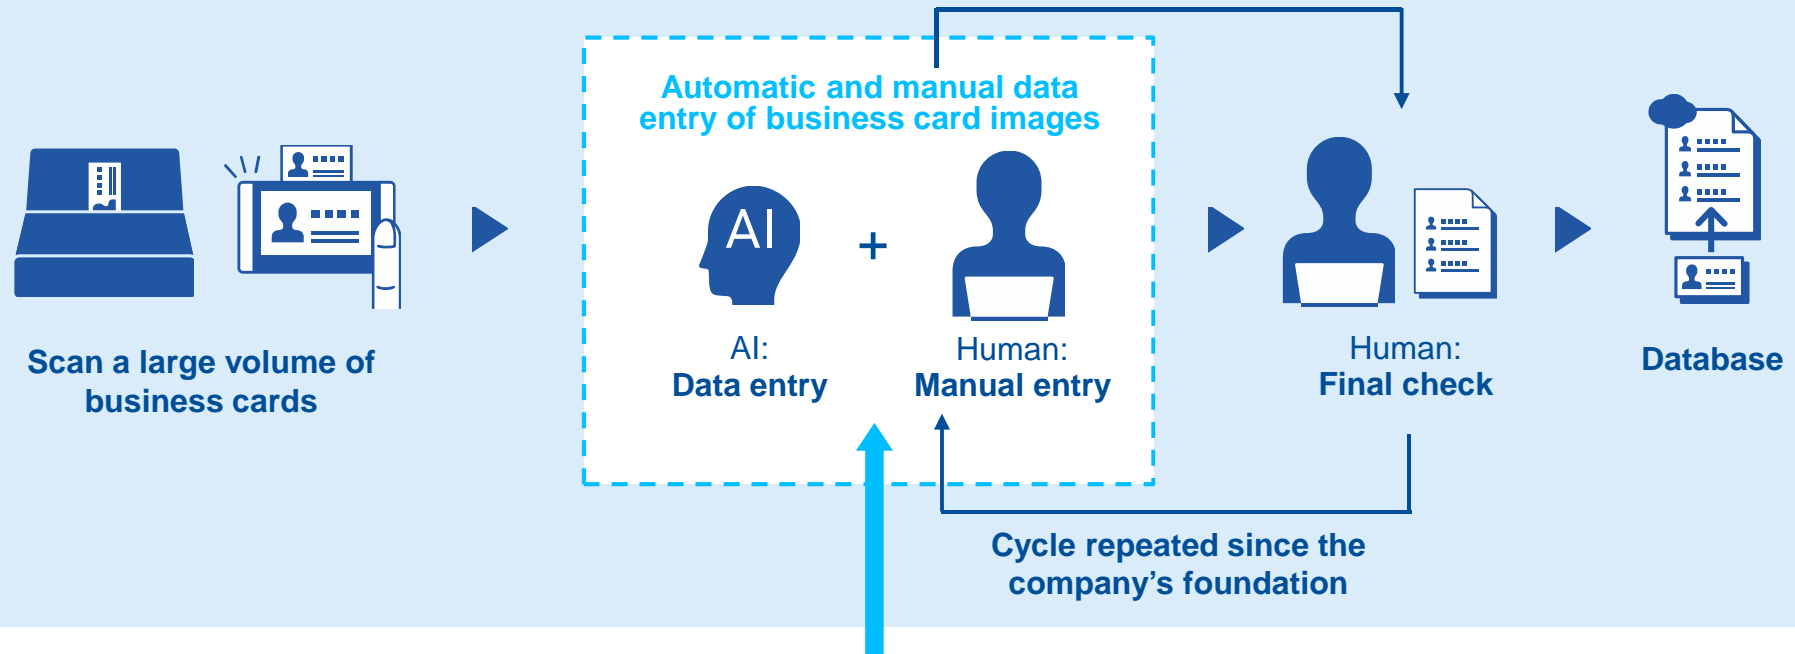 Automatic and manual data
entry of business card images
AI
+
Scan a large volume of
business cards
AI:
Data entry
Human:
Manual entry
Human:
Final check
Database
Cycle repeated since the
company’s foundation